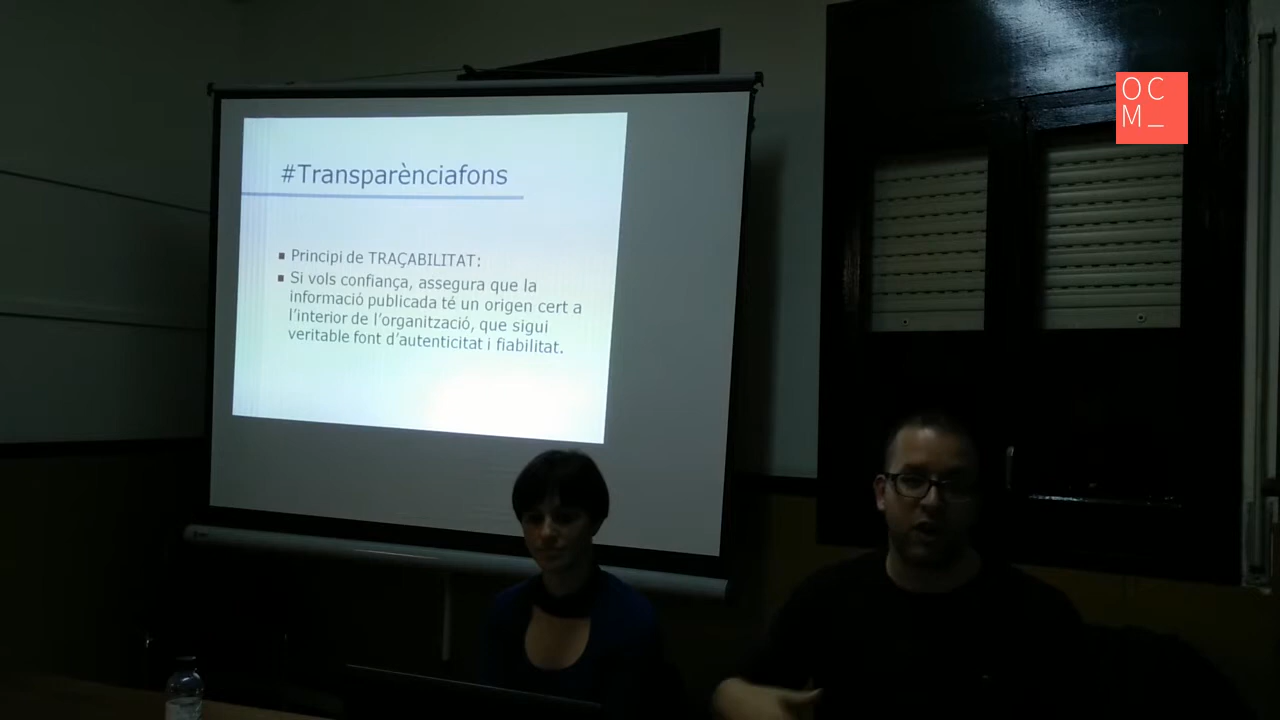 #Transparènciafons
Principi de TRAÇABILITAT:
Si vols confiança, assegura que la
informació publicada té un origen cert a
l'interior de l'organització, que sigui
veritable font d'autenticitat i fiabilitat.
OC
M_